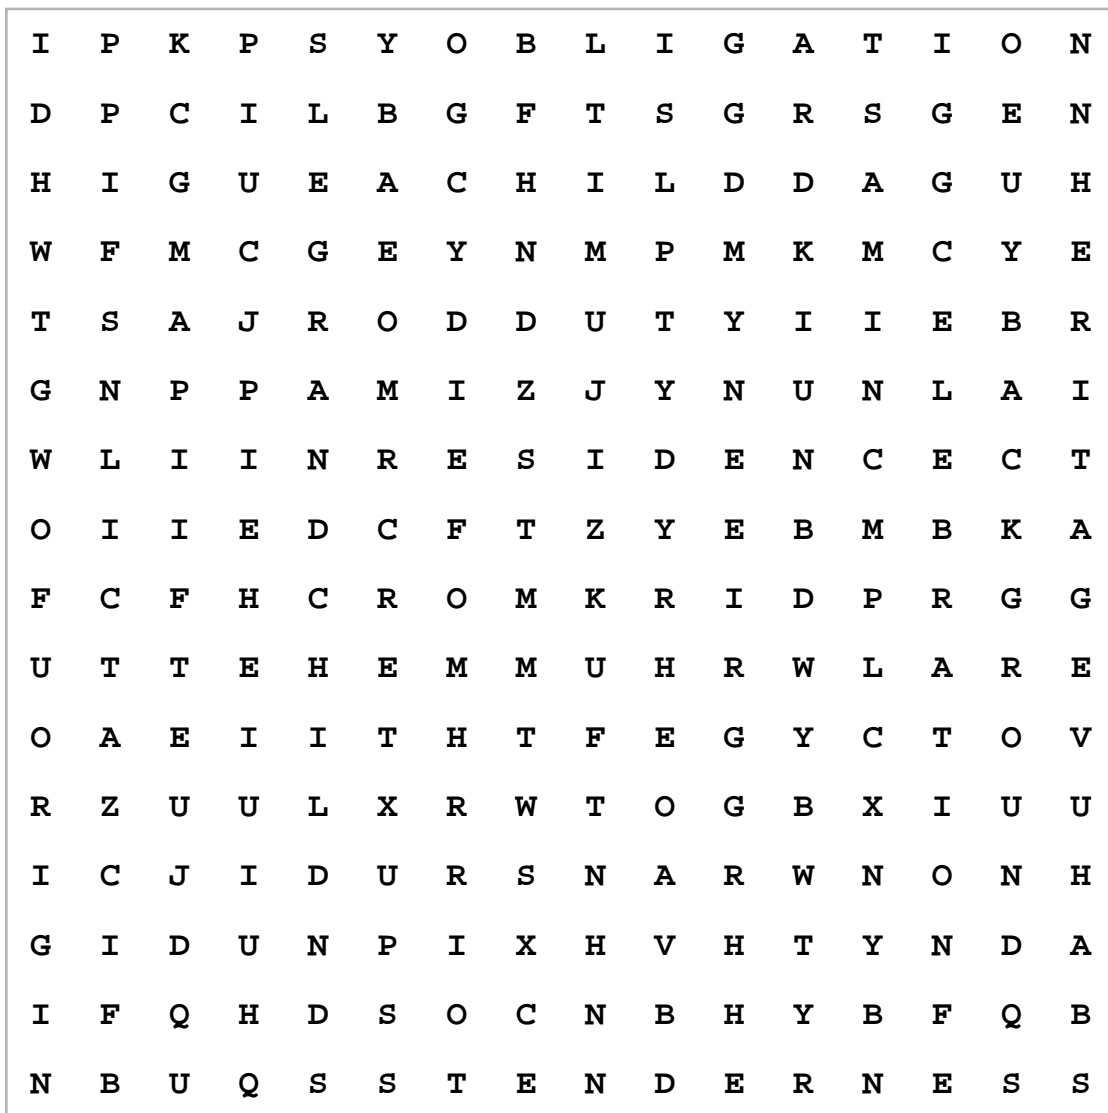 I P K P S Y O B L I G A T I O N
D P C I L B G F T S G R S G E N
H I G U E A C H I L D D A G U H
W F M C G E Y N M P M K M C Y E
T S A J R O D D U T Y I I E B R
G N P P A M I Z J Y N U N L A I
W L I I N R E S I D E N C E C T
O I I E D C F T Z Y E B M B K A
F C F H C R O M K R I D P R G G
U T T E H E M M U H R W L A R E
O A E I I T H T F E G Y C T O V
R Z U U L X R W T O G B X I U U
I C J I D U R S N A R W N O N H
G I D U N P I X H V H T Y N D A
I F Q H D S O C N B H Y B F Q B
N B U Q S S T E N D E R N E S S